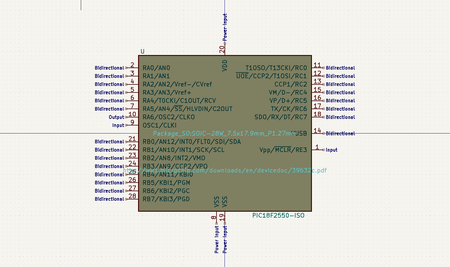 Power Input
20
U
VDD
Bidirectional 2 RA0/AN0
Bidirectional 3 RA1/AN1
Bidirectional 4 RA2/AN2/Vref-/CVref
Bidirectional 5 RA3/AN3/Vref+
Bidirectional 6 RA4/T0CKI/C1OUT/RCV
Bidirectional 7 RA5/AN4/SS/HLVDIN/C2OUT
Output 10 RA6/OSC2/CLKO
Input 9 OSC1/CLKI
T1OSO/T13CKI/RC0 11 Bidirectional
UOE/CCP2/T1OSI/RC1 12 Bidirectional
CCP1/RC2 13 Bidirectional
VM/D-/RC4 15 Bidirectional
VP/D+/RC5 16 Bidirectional
TX/CK/RC6 17 Bidirectional
SDO/RX/DT/RC7 18 Bidirectional
Package_SO:SOIC-28W_7.5x17.9mm_P1.27mm
VUSB 14 Bidirectional
Bidirectional 21 RB0/AN12/INT0/FLT0/SDI/SDA
Bidirectional 22 RB1/AN10/INT1/SCK/SCL
Bidirectional 23 RB2/AN8/INT2/VMO
Bidirectional 24 RB3/AN9/CCP2/VPO
Bidirectional 25 RB4/AN11/KBI0
Bidirectional 26 RB5/KBI1/PGM
Bidirectional 27 RB6/KBI2/PGC
Bidirectional 28 RB7/KBI3/PGD
Vpp/MCLR/RE3 1 Input
.com/downloads/en/devicedoc/39632c.pdf
VSS VSS
8 19
PIC18F2550-ISO
Power Input Power Input